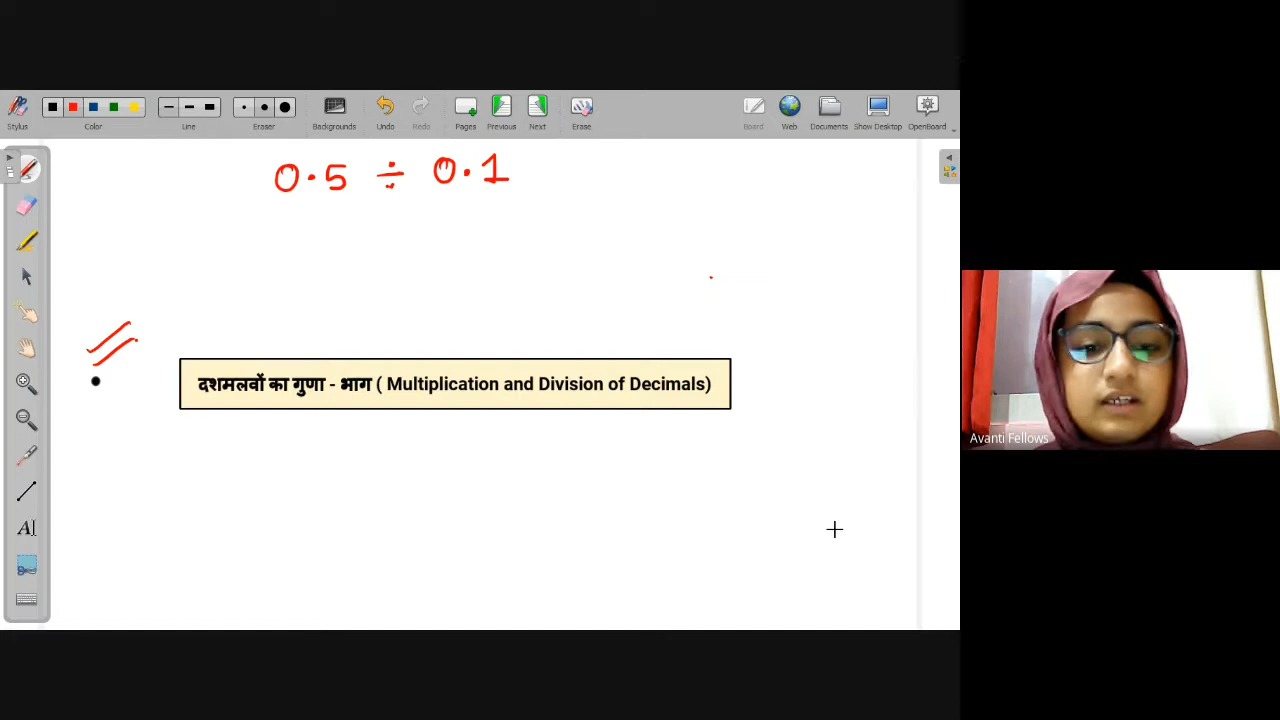 Stylus Color Line Eraser Backgrounds Undo Redo Pages Previous Next Erase Board Web Documents Show Desktop OpenBoard
0.5 ÷ 0.1
दशमलवों का गुणा - भाग ( Multiplication and Division of Decimals)
Avanti Fellows